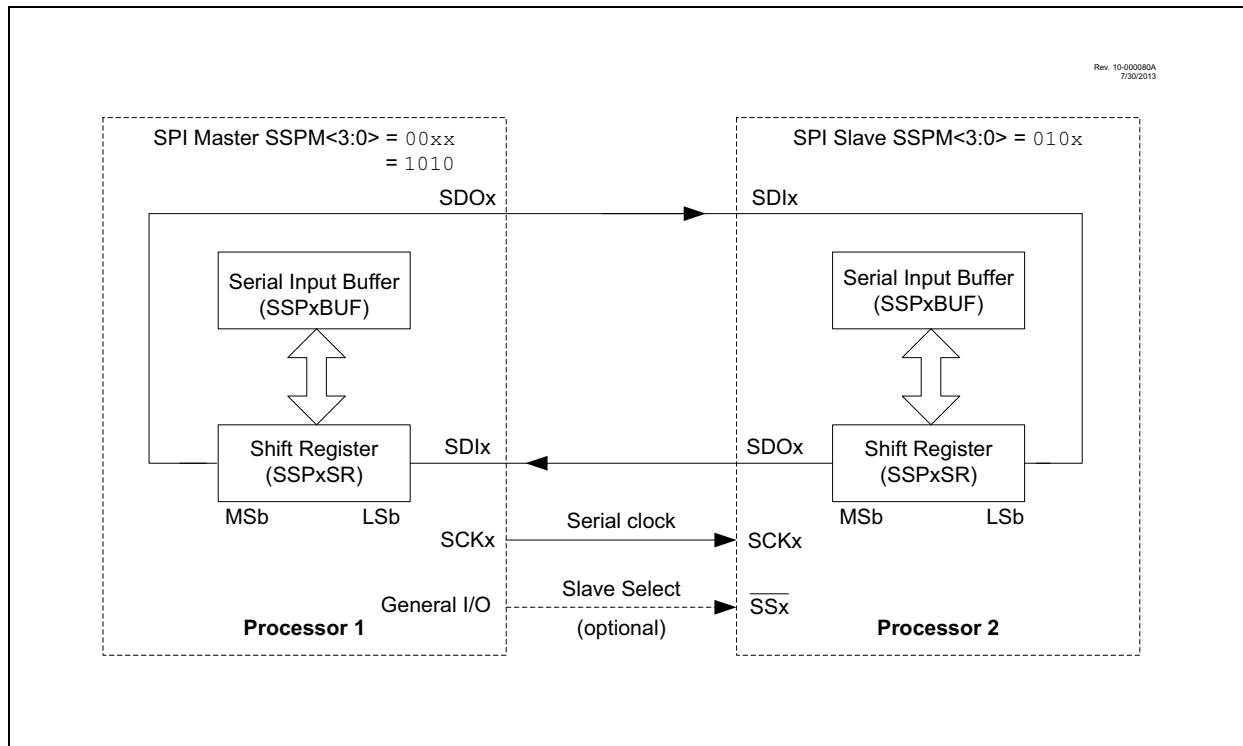 Rev. 10-000080A
7/30/2013
SPI Master SSPM<3:0> = 00xx
= 1010
SPI Slave SSPM<3:0> = 010x
SDOx
SDIx
Serial Input Buffer
(SSPxBUF)
Serial Input Buffer
(SSPxBUF)
Shift Register
(SSPxSR)
SDIx
SDOx
Shift Register
(SSPxSR)
MSb
LSb
MSb
LSb
SCKx
Serial clock
SCKx
General I/O
Slave Select
(optional)
SSx
Processor 1
Processor 2